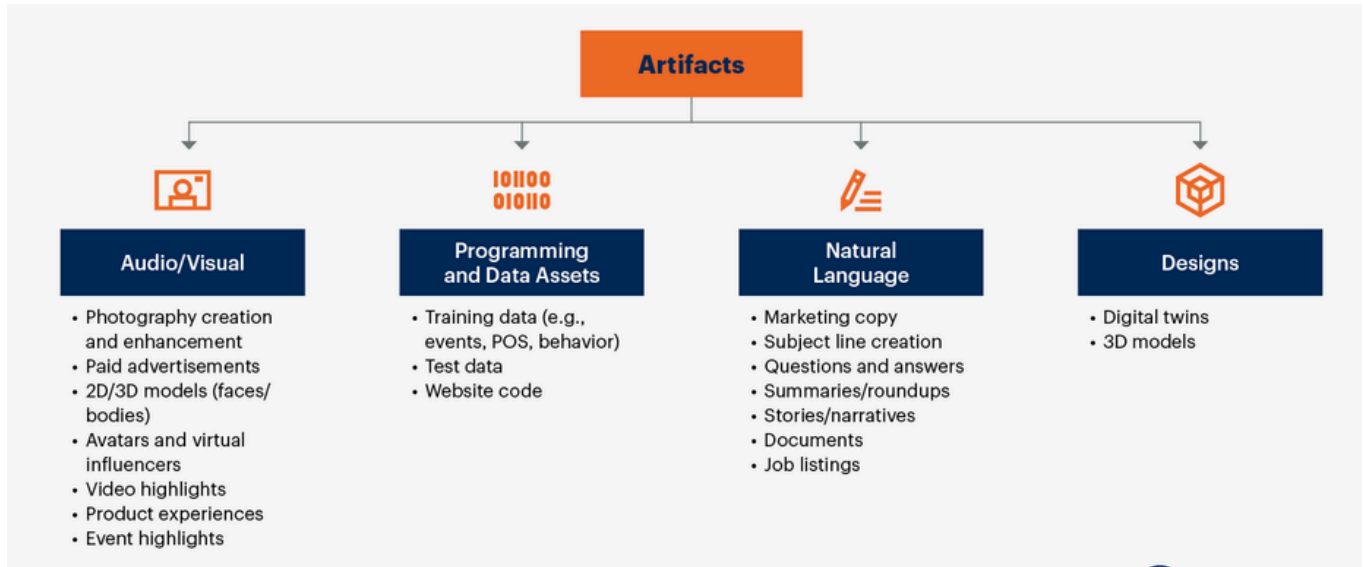 Artifacts
101100
010110
Audio/Visual
• Photography creation
and enhancement
• Paid advertisements
• 2D/3D models (faces/
bodies)
• Avatars and virtual
influencers
• Video highlights
• Product experiences
• Event highlights
Programming
and Data Assets
• Training data (e.g.,
events, POS, behavior)
• Test data
• Website code
Natural
Language
• Marketing copy
• Subject line creation
• Questions and answers
• Summaries/roundups
• Stories/narratives
• Documents
• Job listings
Designs
• Digital twins
• 3D models